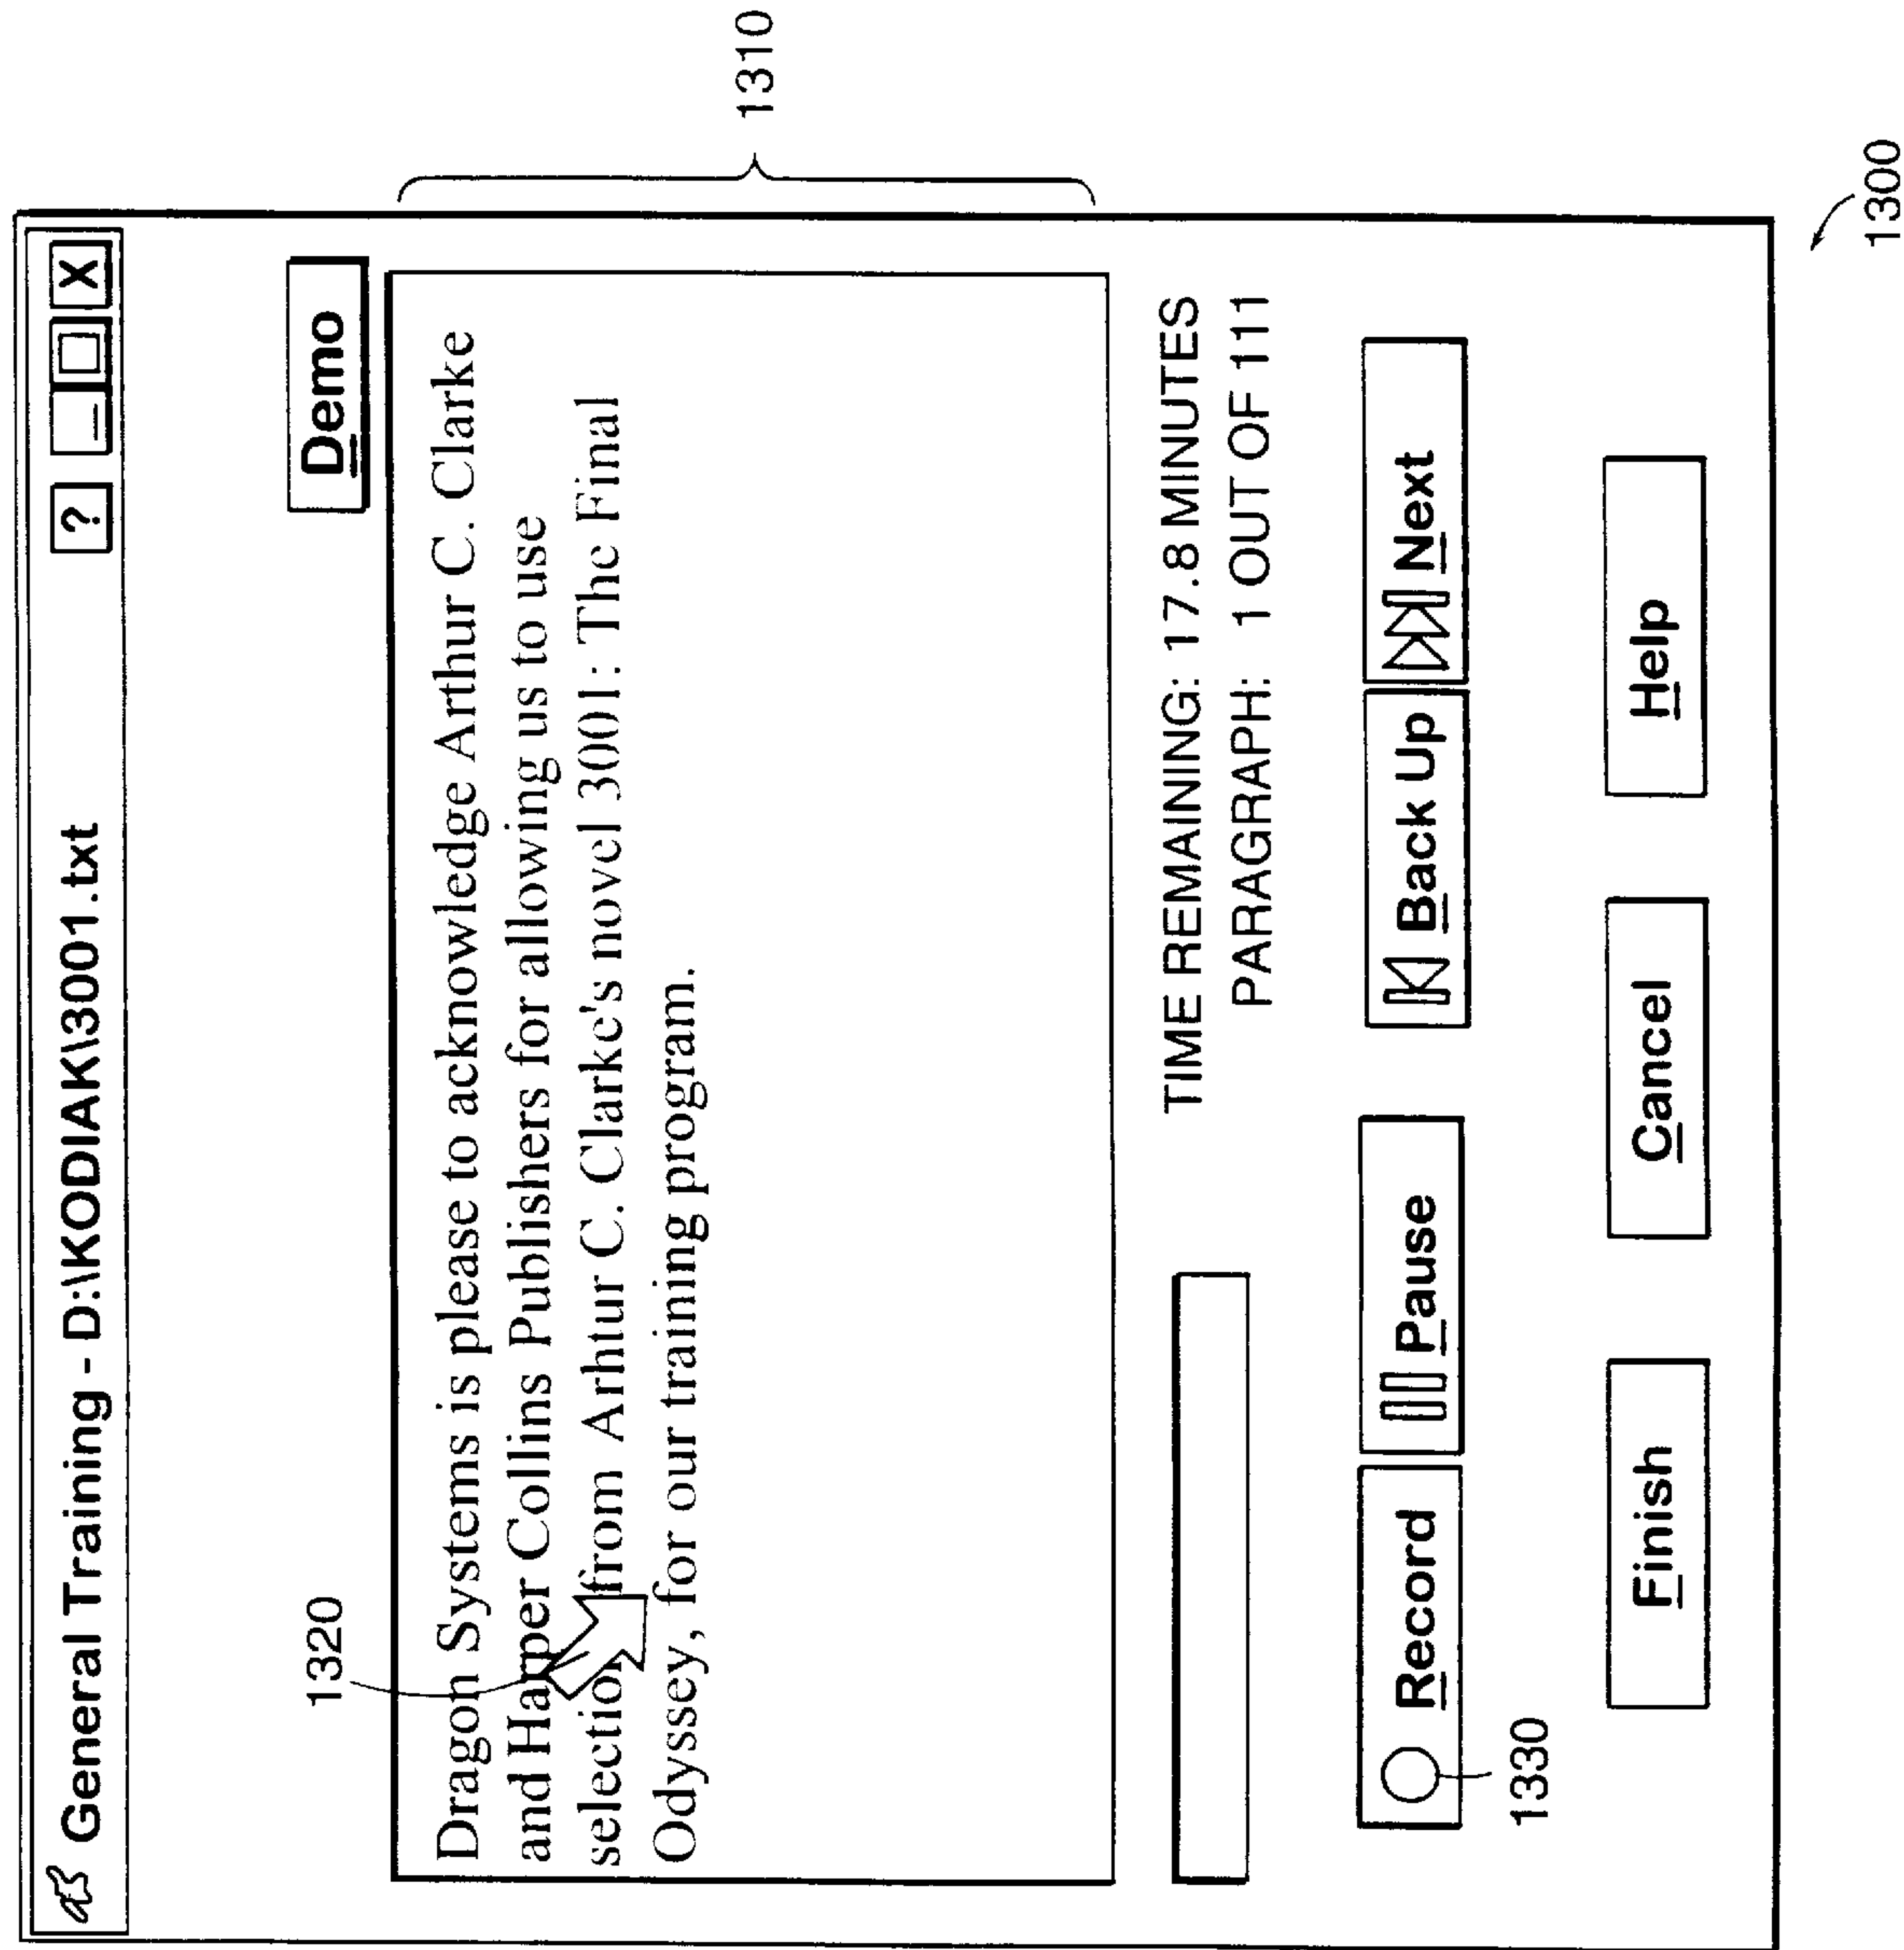 General Training - D:\KODIAK\3001.txt ? _ X
Demo
1320
Dragon Systems is please to acknowledge Arthur C. Clarke
and Harper Collins Publishers for allowing us to use
selection from Arhtur C. Clarke's novel 3001: The Final
Odyssey, for our training program.
1310
TIME REMAINING: 17.8 MINUTES
PARAGRAPH: 1 OUT OF 111
Record Pause Back Up Next
1330
Finish Cancel Help
1300